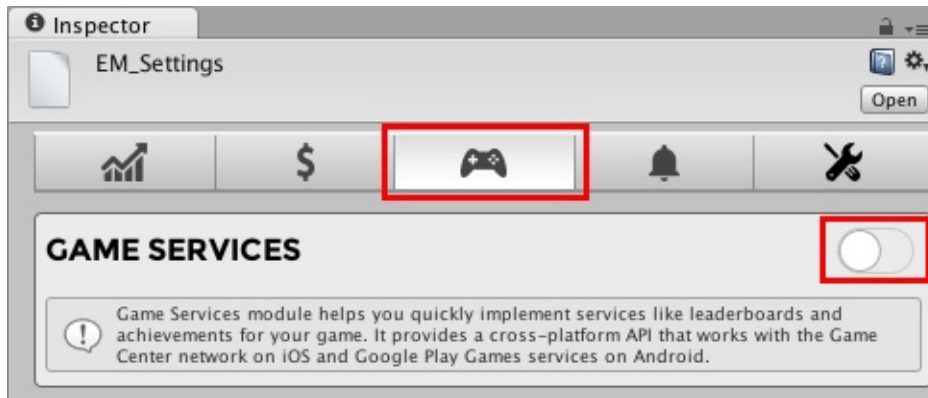 Inspector
EM_Settings
Open
$
GAME SERVICES
Game Services module helps you quickly implement services like leaderboards and
achievements for your game. It provides a cross-platform API that works with the Game
Center network on iOS and Google Play Games services on Android.